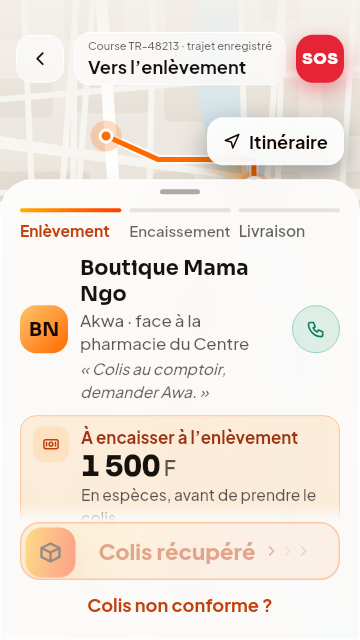 Course TR-48213 · trajet enregistré
Vers l’enlèvement
SOS
Itinéraire
Enlèvement Encaissement Livraison
Boutique Mama
Ngo
BN
Akwa · face à la
pharmacie du Centre
« Colis au comptoir,
demander Awa. »
À encaisser à l’enlèvement
1 500 F
En espèces, avant de prendre le
colis.
Colis récupéré
Colis non conforme ?